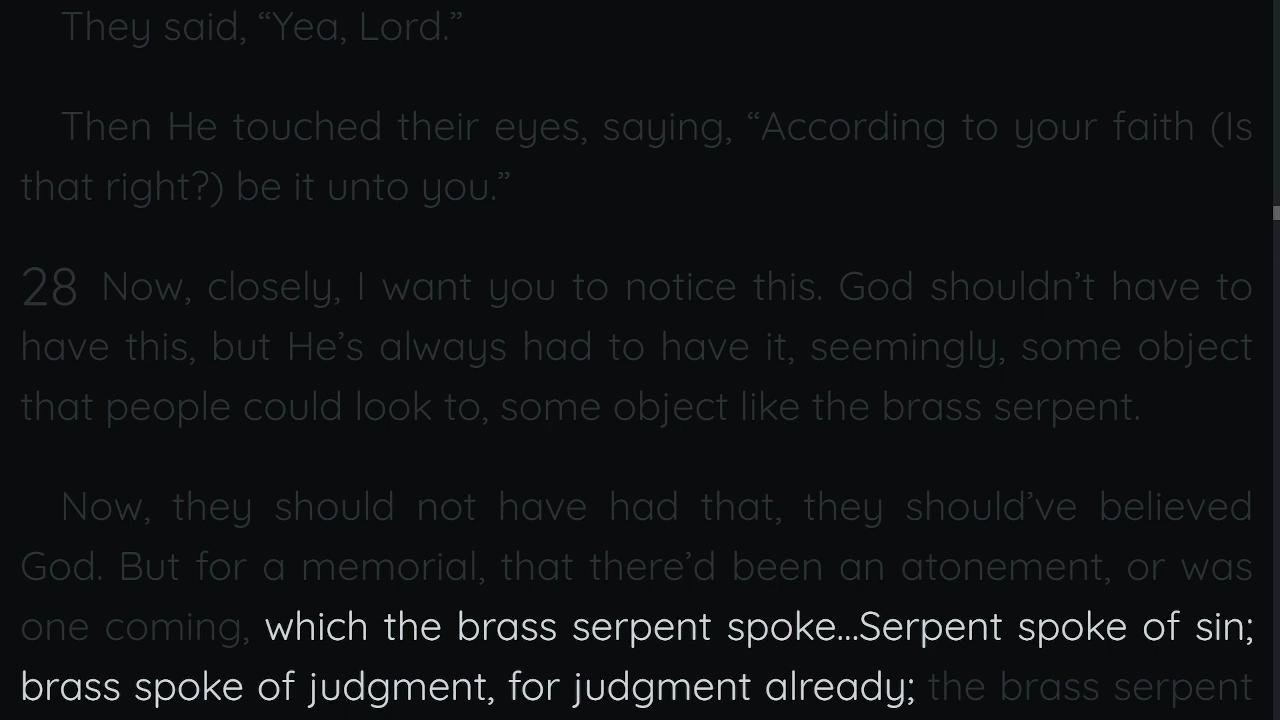 They said, “Yea, Lord.”
Then He touched their eyes, saying, “According to your faith (Is
that right?) be it unto you.”
28 Now, closely, I want you to notice this. God shouldn’t have to
have this, but He’s always had to have it, seemingly, some object
that people could look to, some object like the brass serpent.
Now, they should not have had that, they should’ve believed
God. But for a memorial, that there’d been an atonement, or was
one coming, which the brass serpent spoke...Serpent spoke of sin;
brass spoke of judgment, for judgment already; the brass serpent